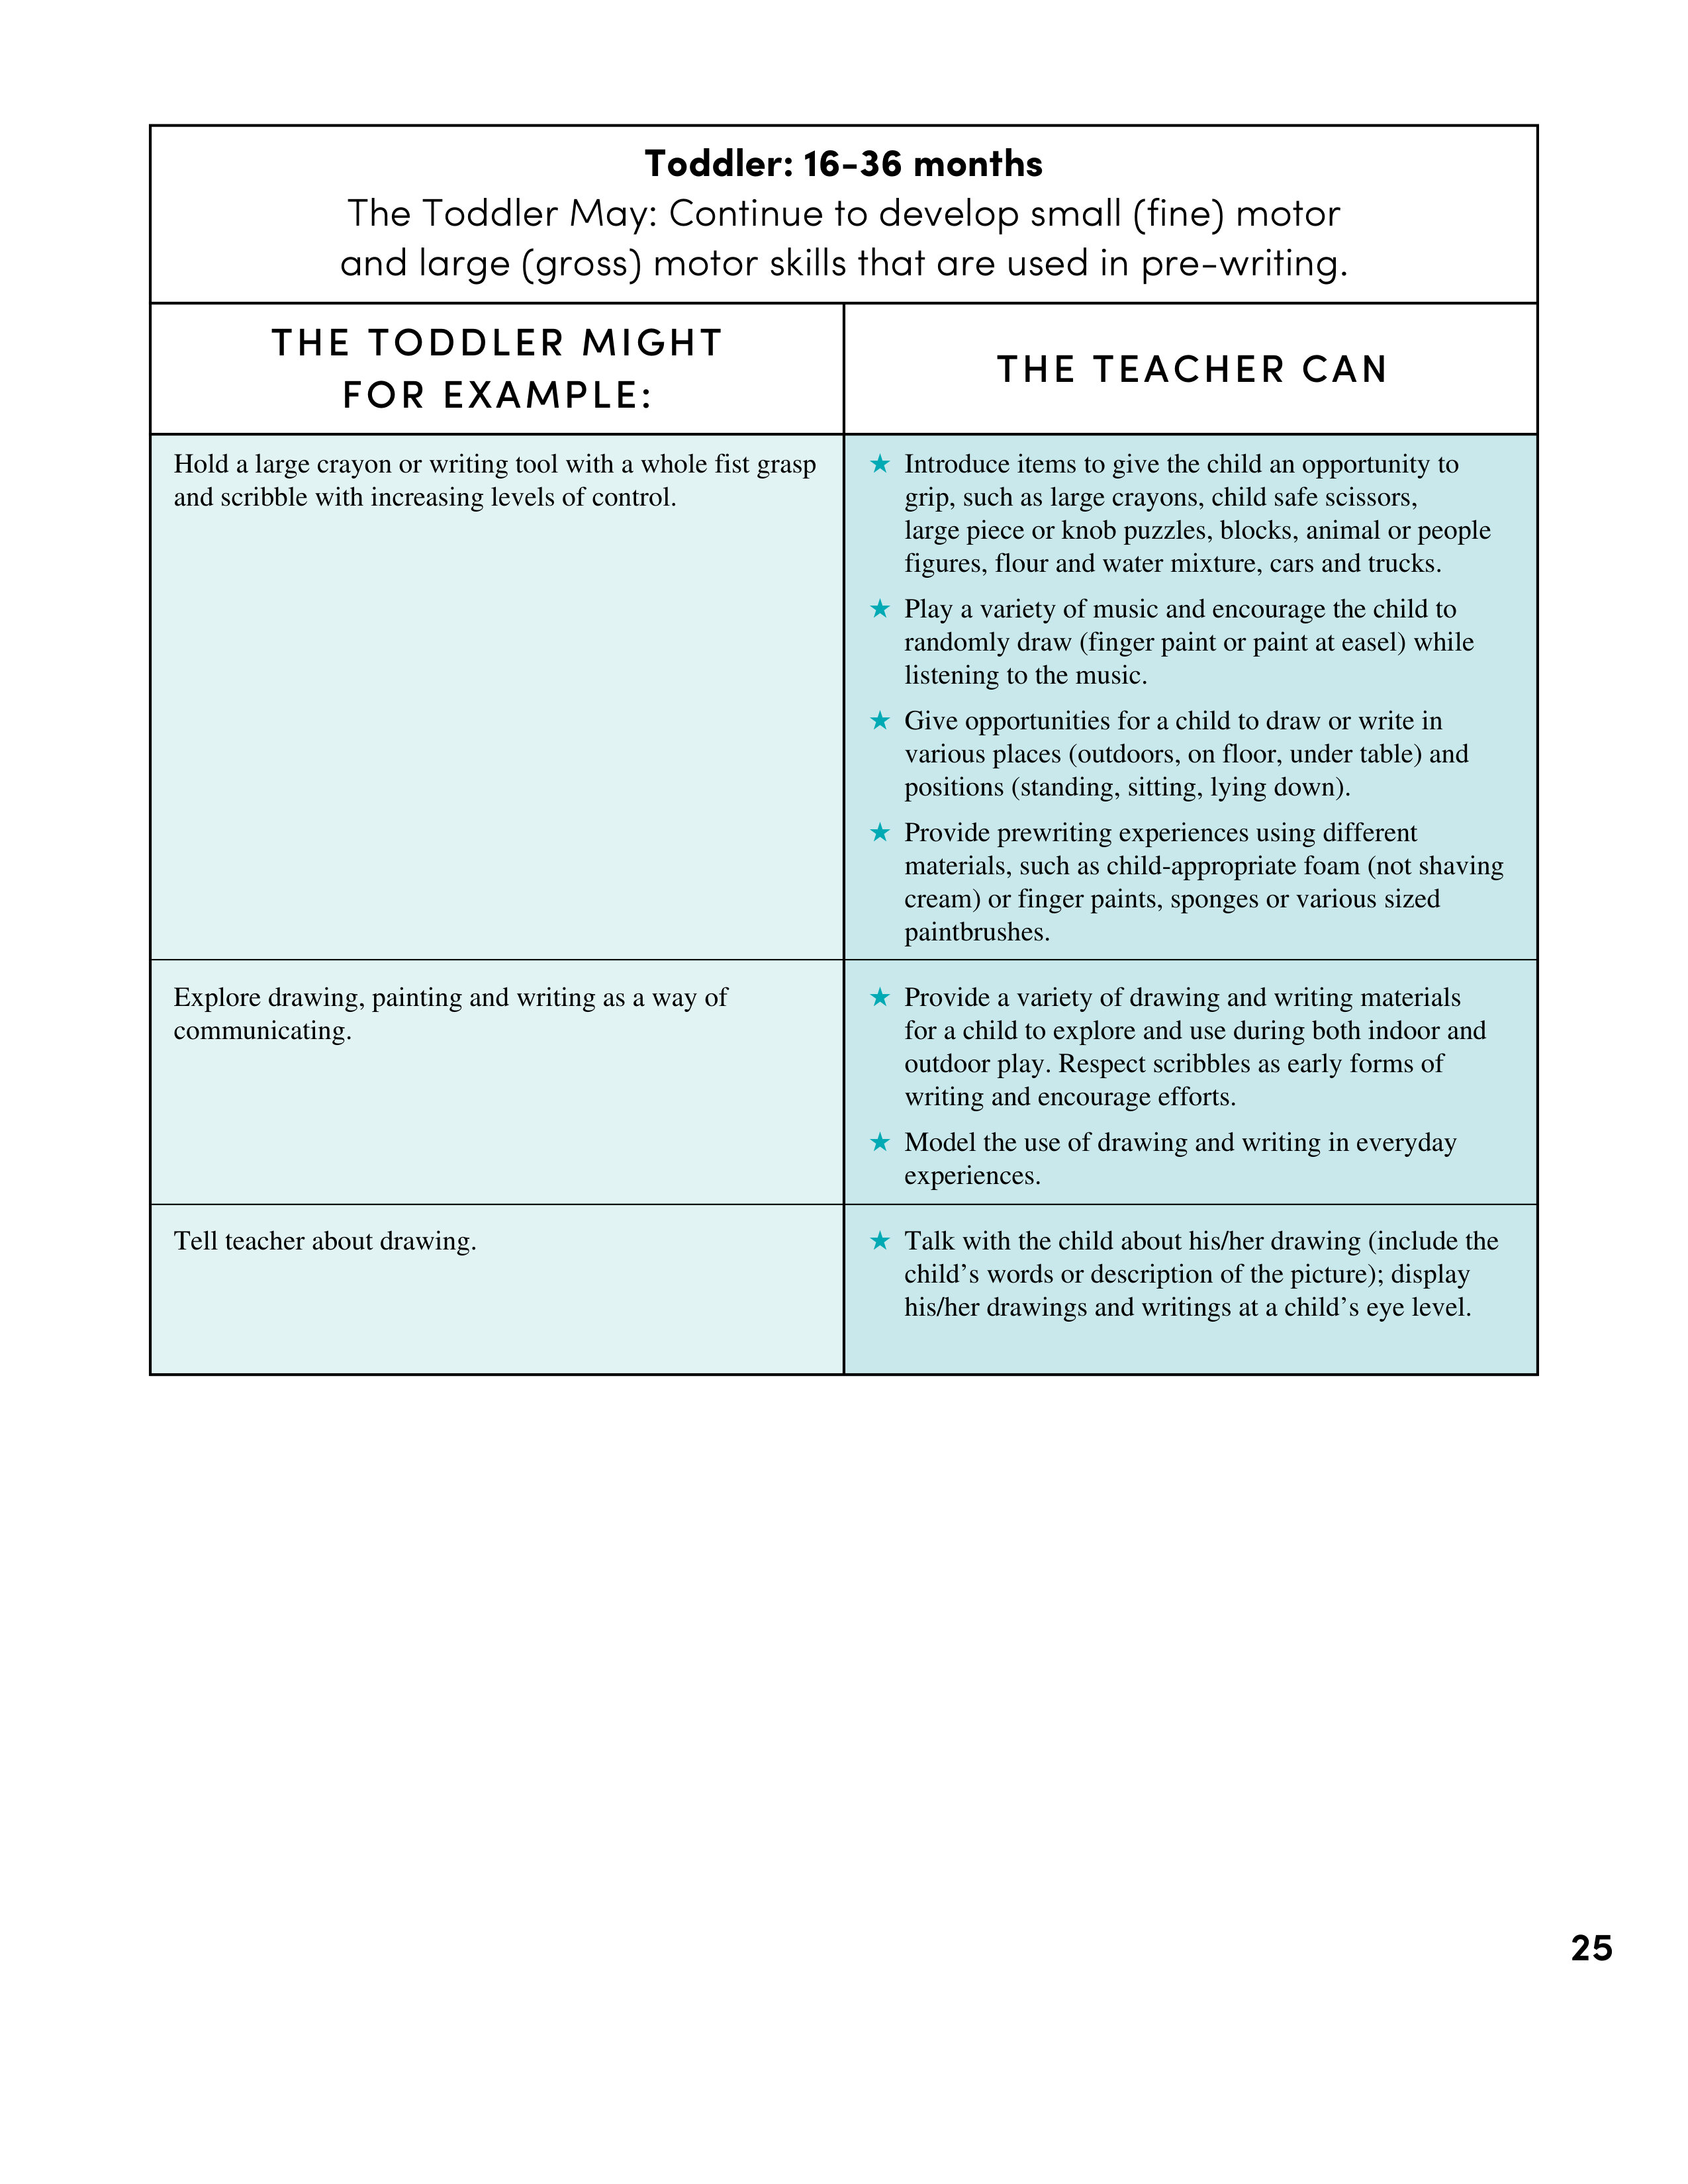 Toddler: 16-36 months
The Toddler May: Continue to develop small (fine) motor
and large (gross) motor skills that are used in pre-writing.
THE TODDLER MIGHT
FOR EXAMPLE:
THE TEACHER CAN
Hold a large crayon or writing tool with a whole fist grasp
and scribble with increasing levels of control.
★ Introduce items to give the child an opportunity to
grip, such as large crayons, child safe scissors,
large piece or knob puzzles, blocks, animal or people
figures, flour and water mixture, cars and trucks.
★ Play a variety of music and encourage the child to
randomly draw (finger paint or paint at easel) while
listening to the music.
★ Give opportunities for a child to draw or write in
various places (outdoors, on floor, under table) and
positions (standing, sitting, lying down).
★ Provide prewriting experiences using different
materials, such as child-appropriate foam (not shaving
cream) or finger paints, sponges or various sized
paintbrushes.
Explore drawing, painting and writing as a way of
communicating.
★ Provide a variety of drawing and writing materials
for a child to explore and use during both indoor and
outdoor play. Respect scribbles as early forms of
writing and encourage efforts.
★ Model the use of drawing and writing in everyday
experiences.
Tell teacher about drawing.
★ Talk with the child about his/her drawing (include the
child’s words or description of the picture); display
his/her drawings and writings at a child’s eye level.
25